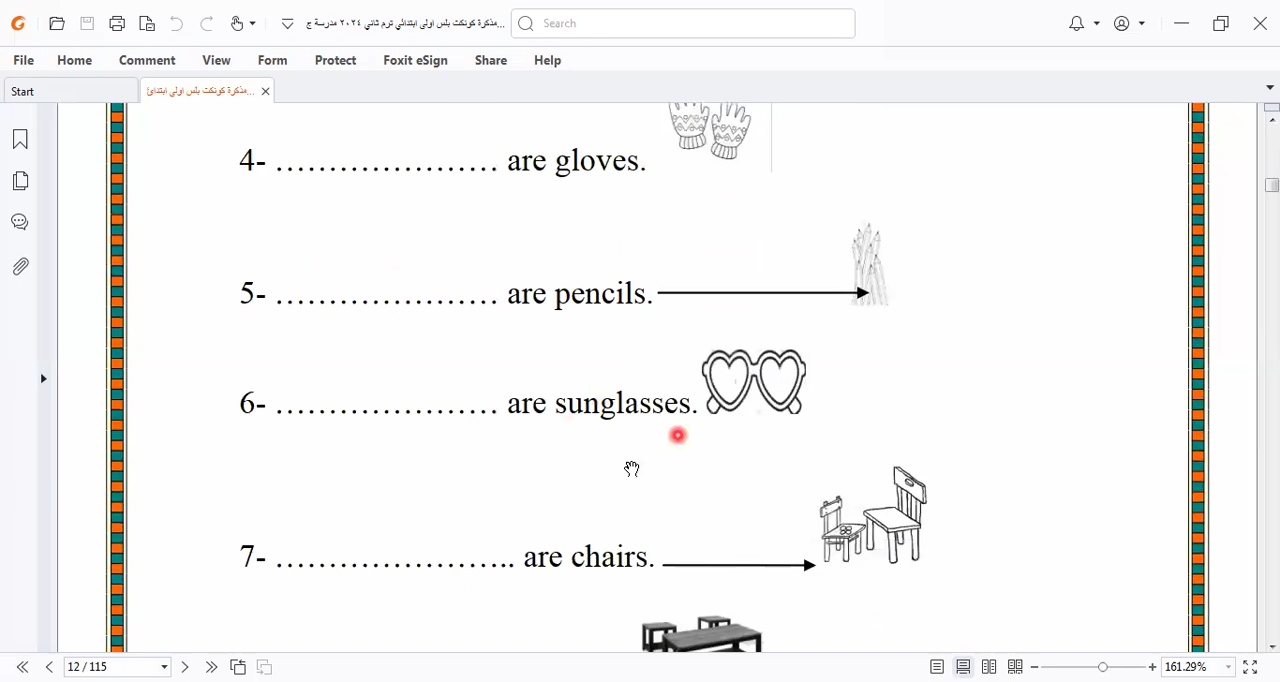 ...مذكرة كونكت بلس اولى ابتدائي ترم ثاني ٢٠٢٤ مدرسة ج
Search
File Home Comment View Form Protect Foxit eSign Share Help
Start
...مذكرة كونكت بلس اولى ابتدائ
4- ………………… are gloves.
5- ………………… are pencils.
6- ………………… are sunglasses.
7- ………………….. are chairs.
12 / 115
161.29%